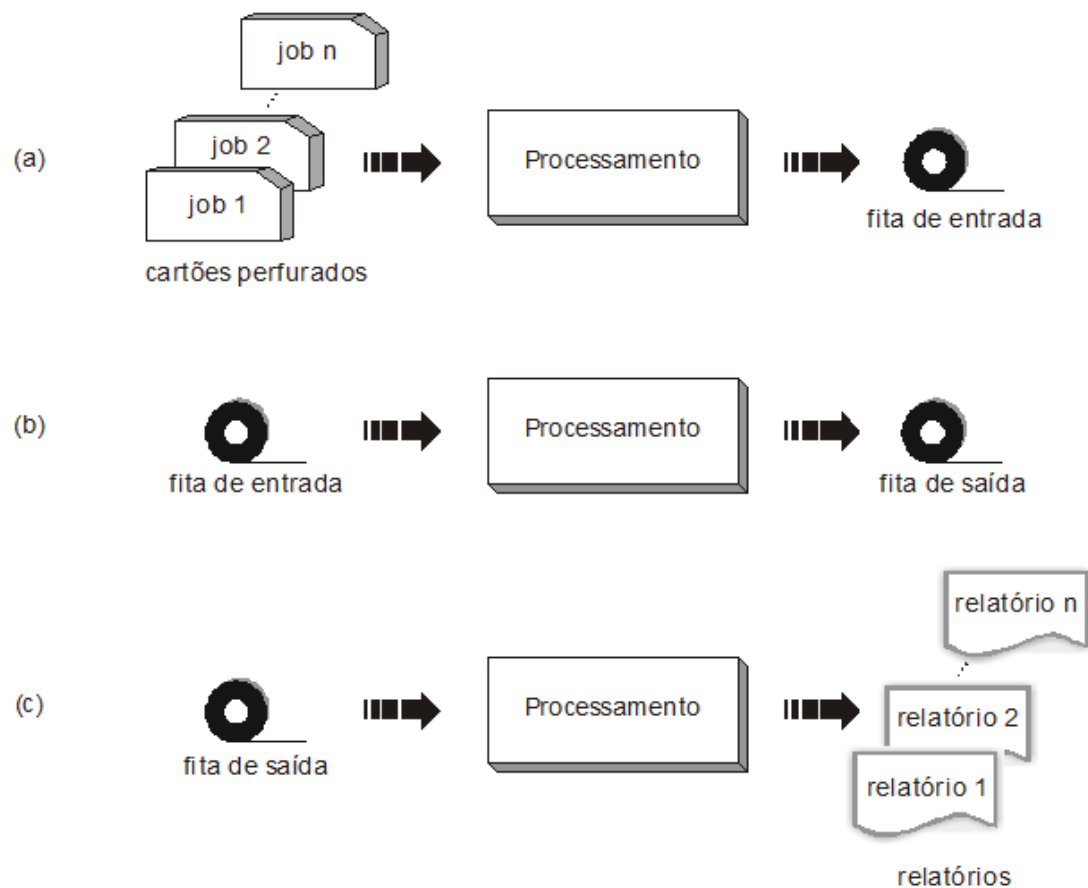 (a)
job n
job 2
job 1
cartões perfurados
Processamento
fita de entrada
(b)
fita de entrada
Processamento
fita de saída
(c)
fita de saída
Processamento
relatório n
relatório 2
relatório 1
relatórios